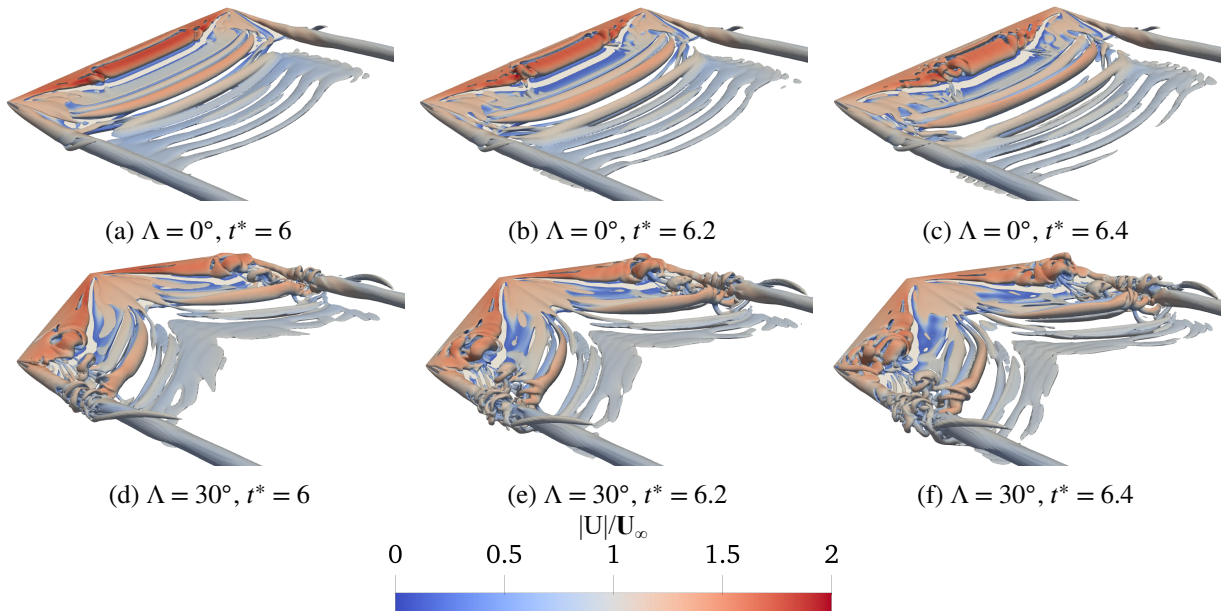 (a) Λ = 0°, t* = 6
(b) Λ = 0°, t* = 6.2
(c) Λ = 0°, t* = 6.4
(d) Λ = 30°, t* = 6
(e) Λ = 30°, t* = 6.2
(f) Λ = 30°, t* = 6.4
|U|/U∞
0 0.5 1 1.5 2